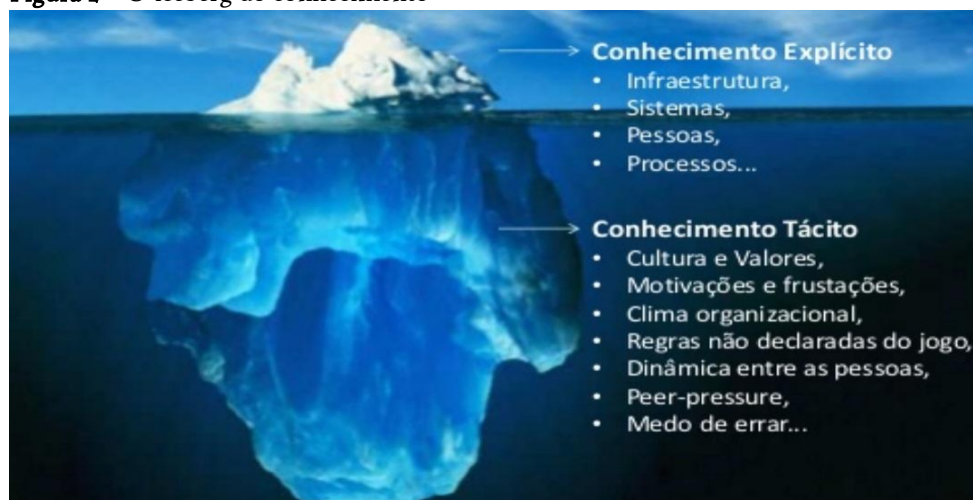 Conhecimento Explícito
• Infraestrutura,
• Sistemas,
• Pessoas,
• Processos...
Conhecimento Tácito
• Cultura e Valores,
• Motivações e frustações,
• Clima organizacional,
• Regras não declaradas do jogo,
• Dinâmica entre as pessoas,
• Peer-pressure,
• Medo de errar...